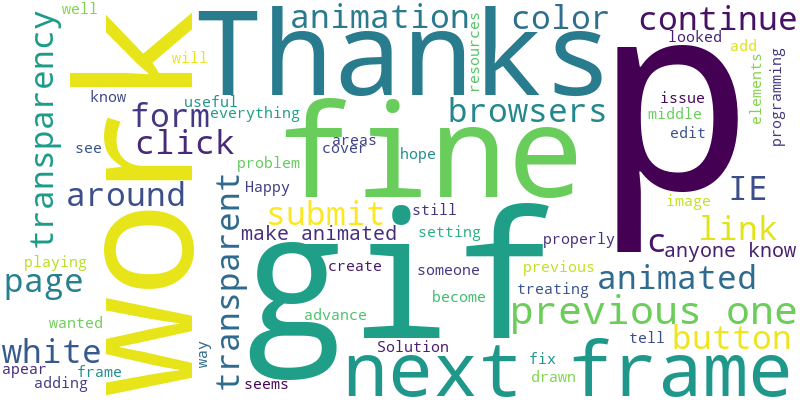 well
Thanks
animation
color
continue
looked
add
will
work
transparency
know
useful
everything
resources
browsers
p
issue
middle
edit
elements
programming
form
click
see
fine
areas
cover
hope
problem
Happy
around
transparent
submit
still
make animated
setting
image
IE
link
c
anyone know
properly
playing
page
gif
create
someone
previous
treating
animated
become
wanted
advance
previous one
white
way
Solution
tell
button
apear
frame
adding
seems
next frame
fix
drawn